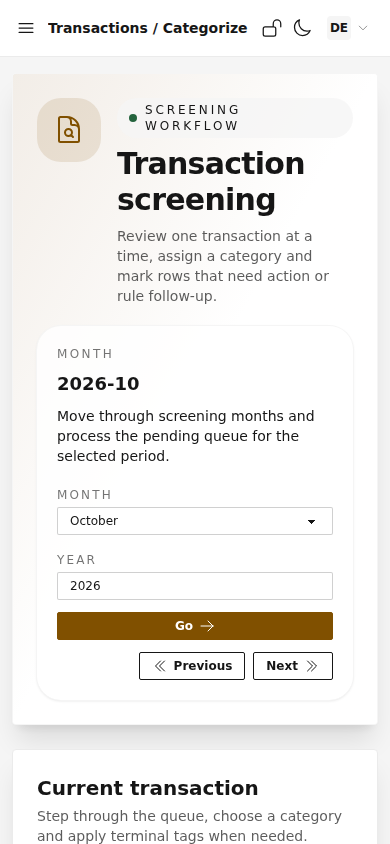 Transactions / Categorize
DE
SCREENING
WORKFLOW
Transaction
screening
Review one transaction at a
time, assign a category and
mark rows that need action or
rule follow-up.
MONTH
2026-10
Move through screening months and
process the pending queue for the
selected period.
MONTH
October
YEAR
2026
Go
Previous
Next
Current transaction
Step through the queue, choose a category
and apply terminal tags when needed.